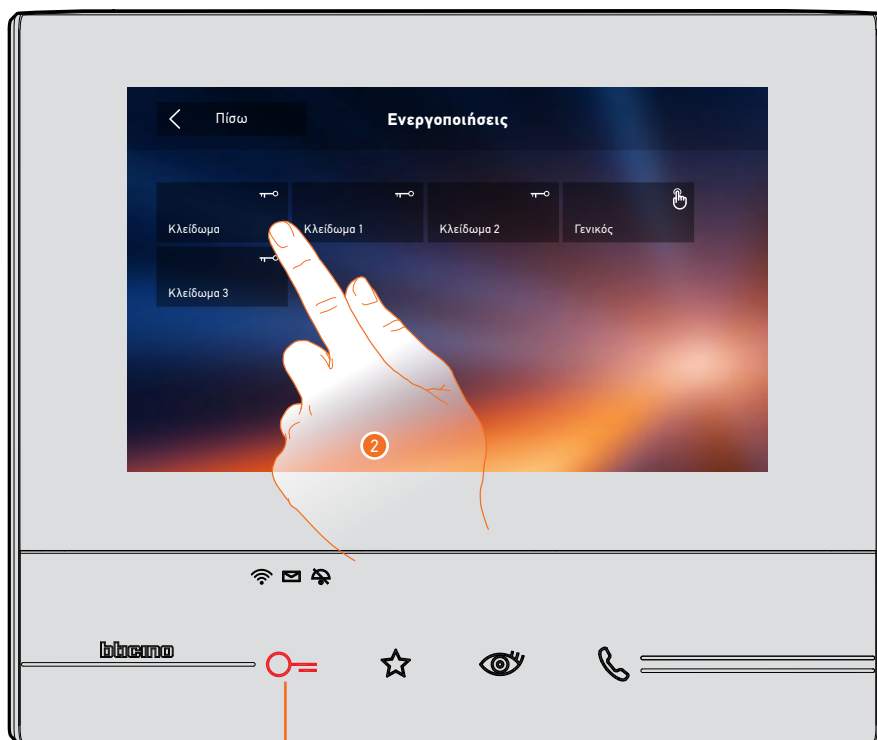 Πίσω
Ενεργοποιήσεις
Κλείδωμα
Κλείδωμα 1
Κλείδωμα 2
Γενικός
Κλείδωμα 3
2
bticino